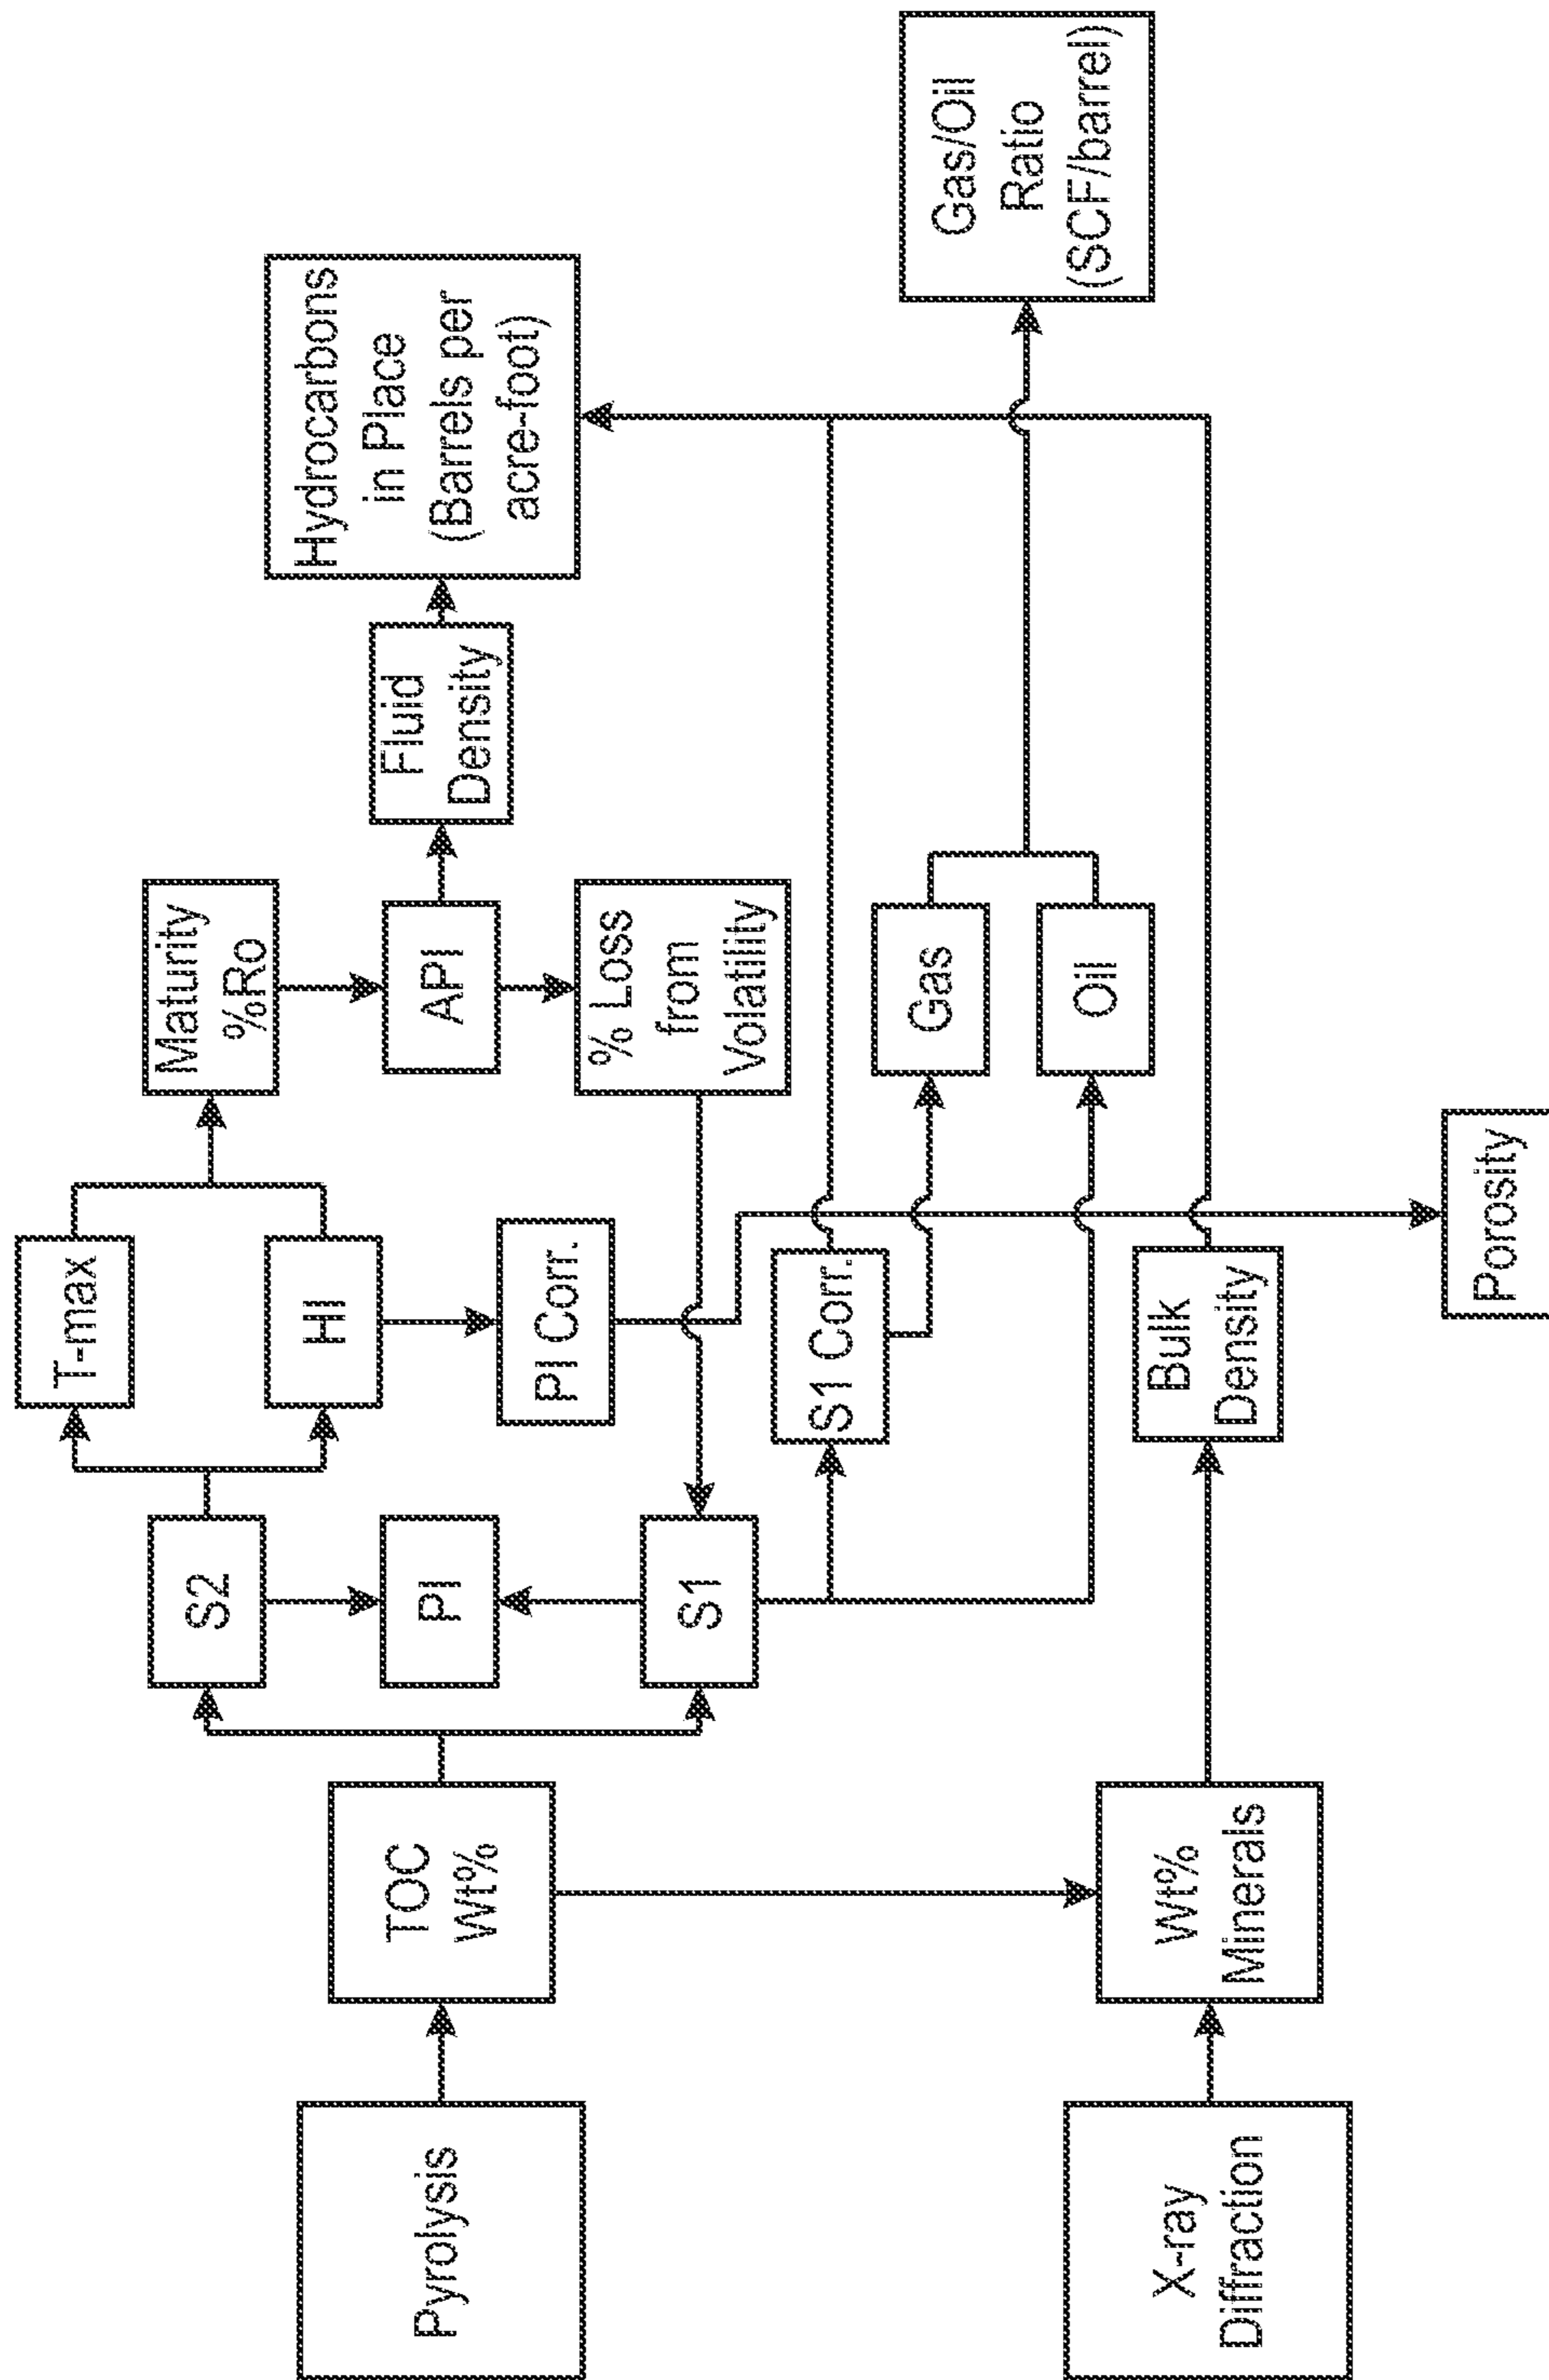 Pyrolysis
X-ray
Diffraction
TOC
Wt%
Wt%
Minerals
S2
PI
S1
T-max
HI
PI Corr.
S1 Corr.
Bulk
Density
Porosity
Maturity
%Ro
API
% Loss
from
Volatility
Gas
Oil
Fluid
Density
Hydrocarbons
in Place
(Barrels per
acre-foot)
Gas/Oil
Ratio
(SCF/barrel)